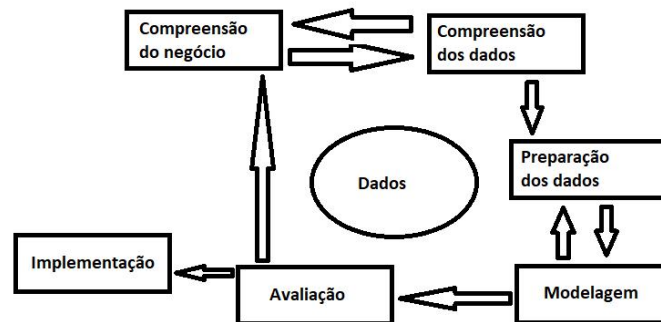 Compreensão
do negócio
Compreensão
dos dados
Preparação
dos dados
Dados
Implementação
Avaliação
Modelagem